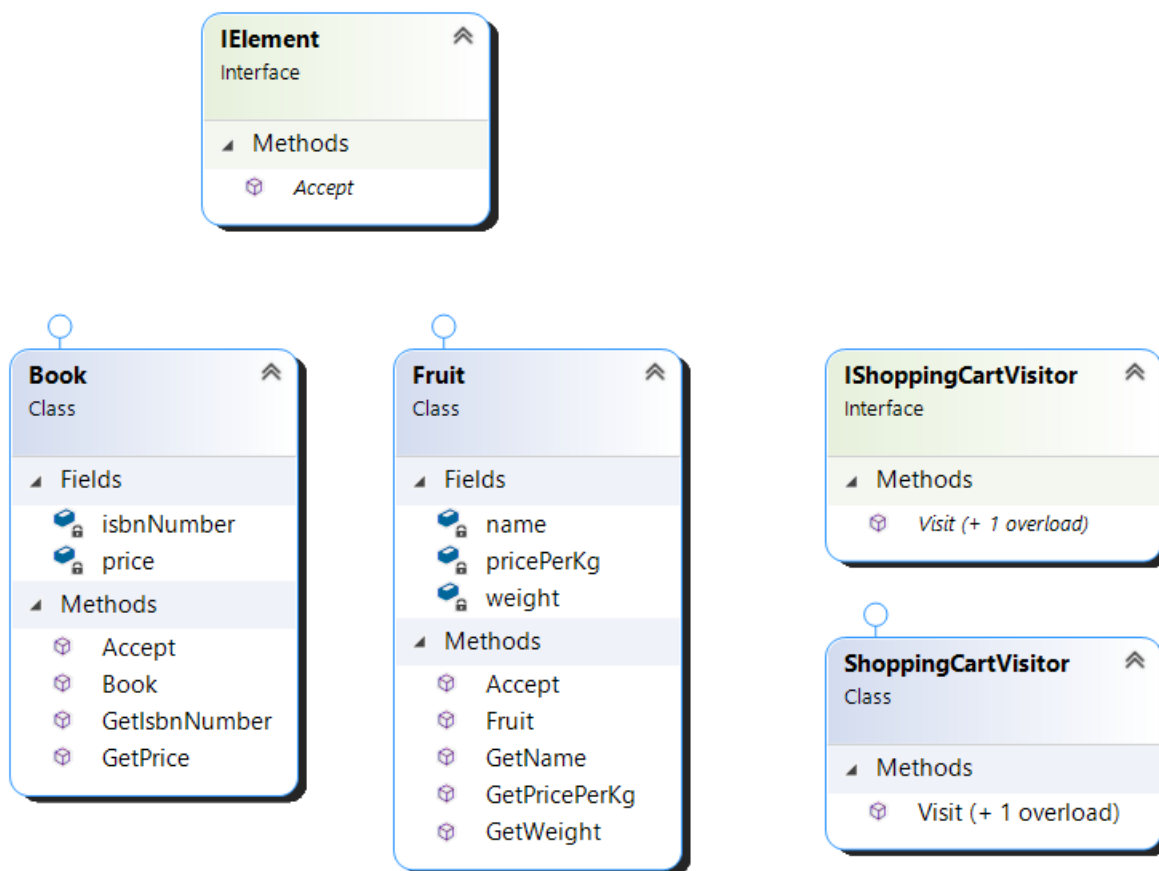 IElement
Interface
Methods
Accept
Book
Class
Fields
isbnNumber
price
Methods
Accept
Book
GetIsbnNumber
GetPrice
Fruit
Class
Fields
name
pricePerKg
weight
Methods
Accept
Fruit
GetName
GetPricePerKg
GetWeight
IShoppingCartVisitor
Interface
Methods
Visit (+ 1 overload)
ShoppingCartVisitor
Class
Methods
Visit (+ 1 overload)